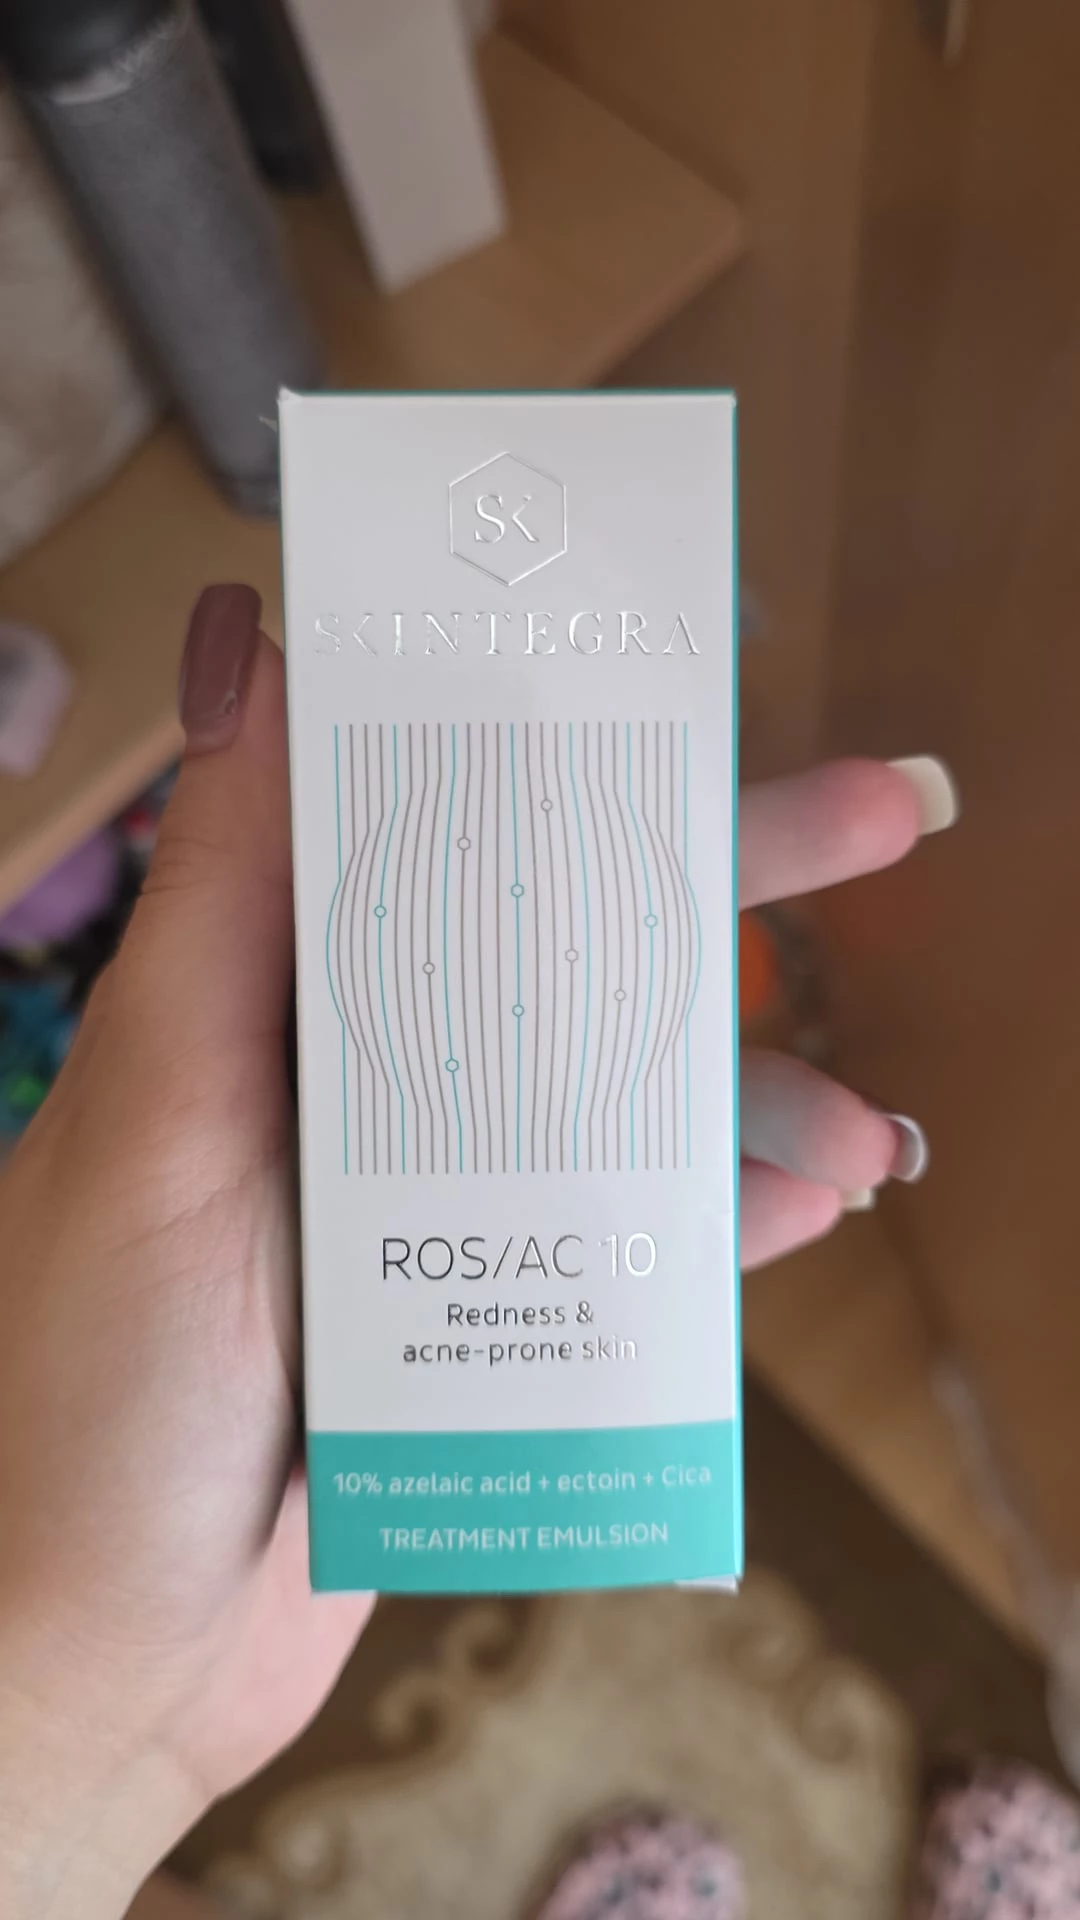 SK
SKINTEGRA
ROS/AC 10
Redness &
acne-prone skin
10% azelaic acid + ectoin + Cica
TREATMENT EMULSION